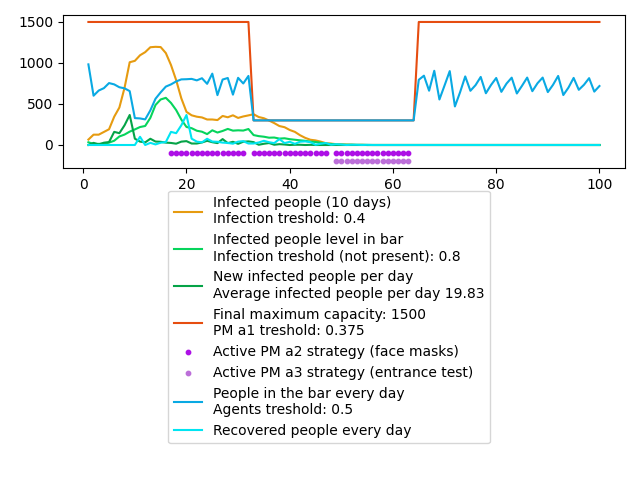 1500
1000
500
0
0 20 40 60 80 100
Infected people (10 days)
Infection treshold: 0.4
Infected people level in bar
Infection treshold (not present): 0.8
New infected people per day
Average infected people per day 19.83
Final maximum capacity: 1500
PM a1 treshold: 0.375
Active PM a2 strategy (face masks)
Active PM a3 strategy (entrance test)
People in the bar every day
Agents treshold: 0.5
Recovered people every day